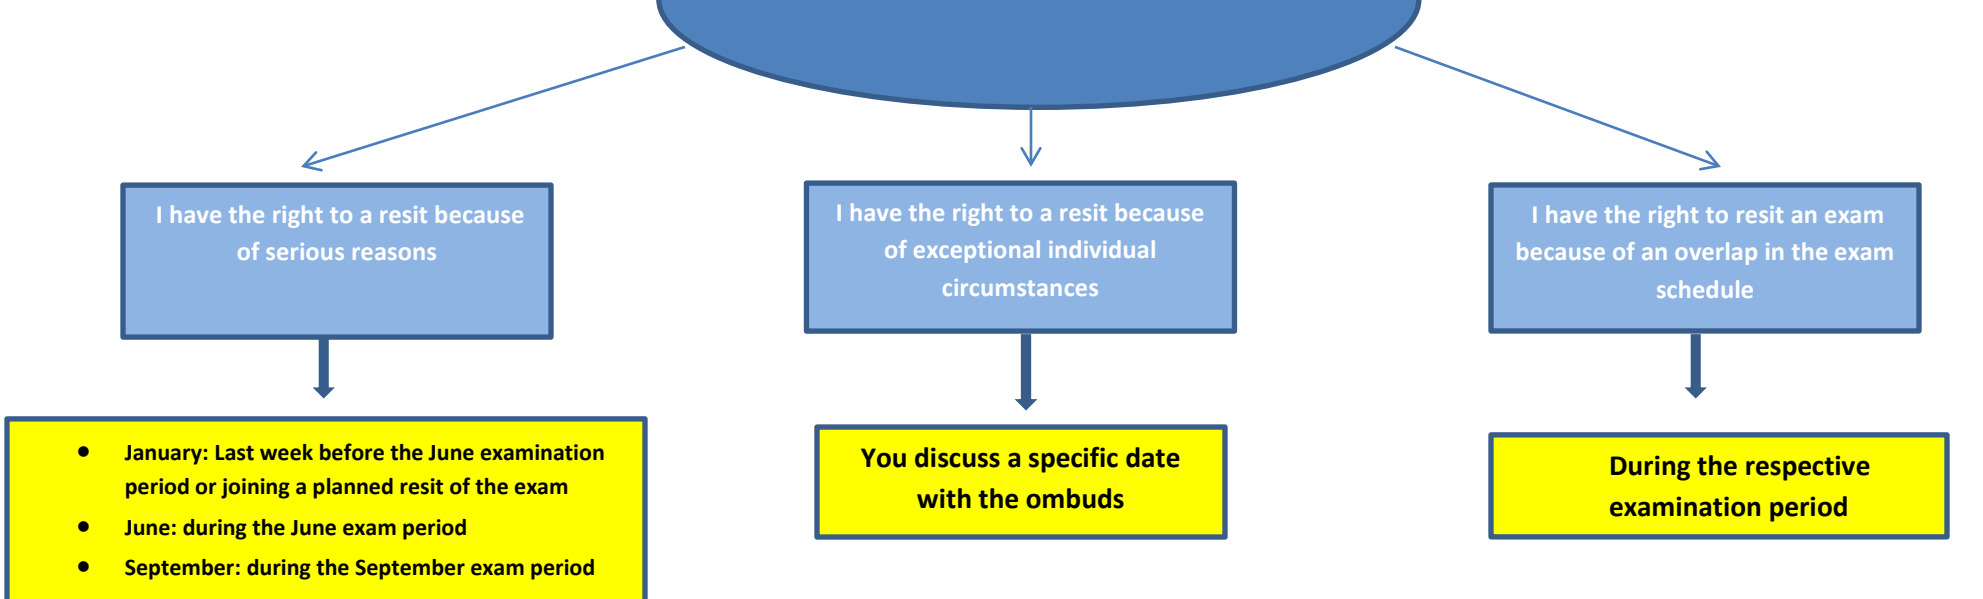 I have the right to a resit because
of serious reasons
I have the right to a resit because
of exceptional individual
circumstances
I have the right to resit an exam
because of an overlap in the exam
schedule
• January: Last week before the June examination
period or joining a planned resit of the exam
• June: during the June exam period
• September: during the September exam period
You discuss a specific date
with the ombuds
During the respective
examination period